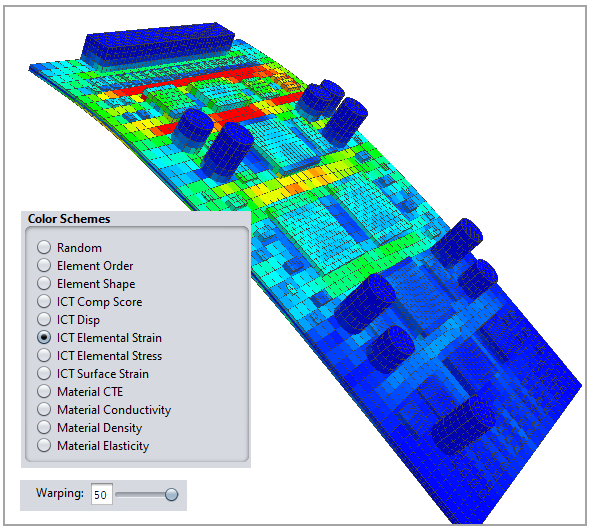 Color Schemes
Random
Element Order
Element Shape
ICT Comp Score
ICT Disp
ICT Elemental Strain
ICT Elemental Stress
ICT Surface Strain
Material CTE
Material Conductivity
Material Density
Material Elasticity
Warping: 50